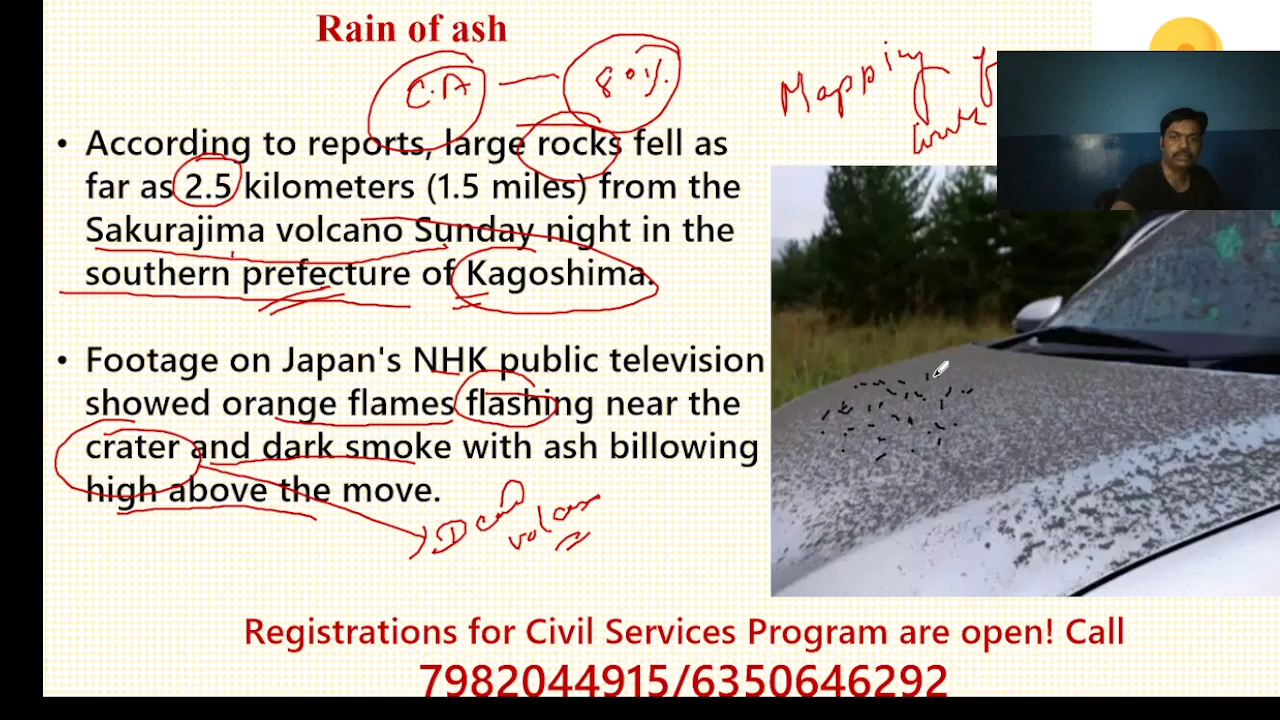 Rain of ash
C.A — 80%
Mapping of
• According to reports, large rocks fell as
far as 2.5 kilometers (1.5 miles) from the
Sakurajima volcano Sunday night in the
southern prefecture of Kagoshima.
• Footage on Japan's NHK public television
showed orange flames flashing near the
crater and dark smoke with ash billowing
high above the move.
volcano
Registrations for Civil Services Program are open! Call
7982044915/6350646292